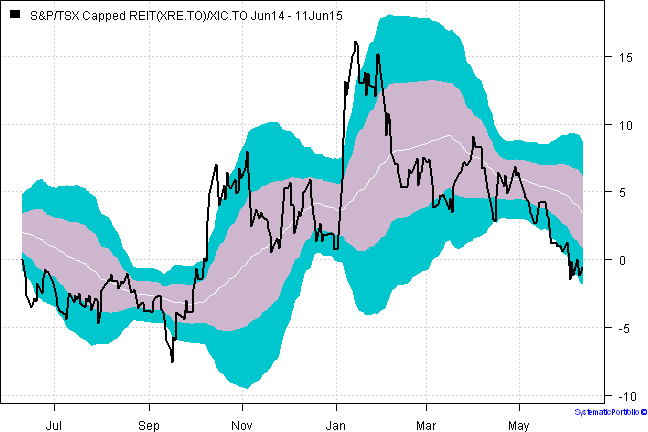 S&P/TSX Capped REIT(XRE.TO)/XIC.TO Jun14 - 11Jun15
15
10
5
0
-5
-10
Jul Sep Nov Jan Mar May
SystematicPortfolio ©